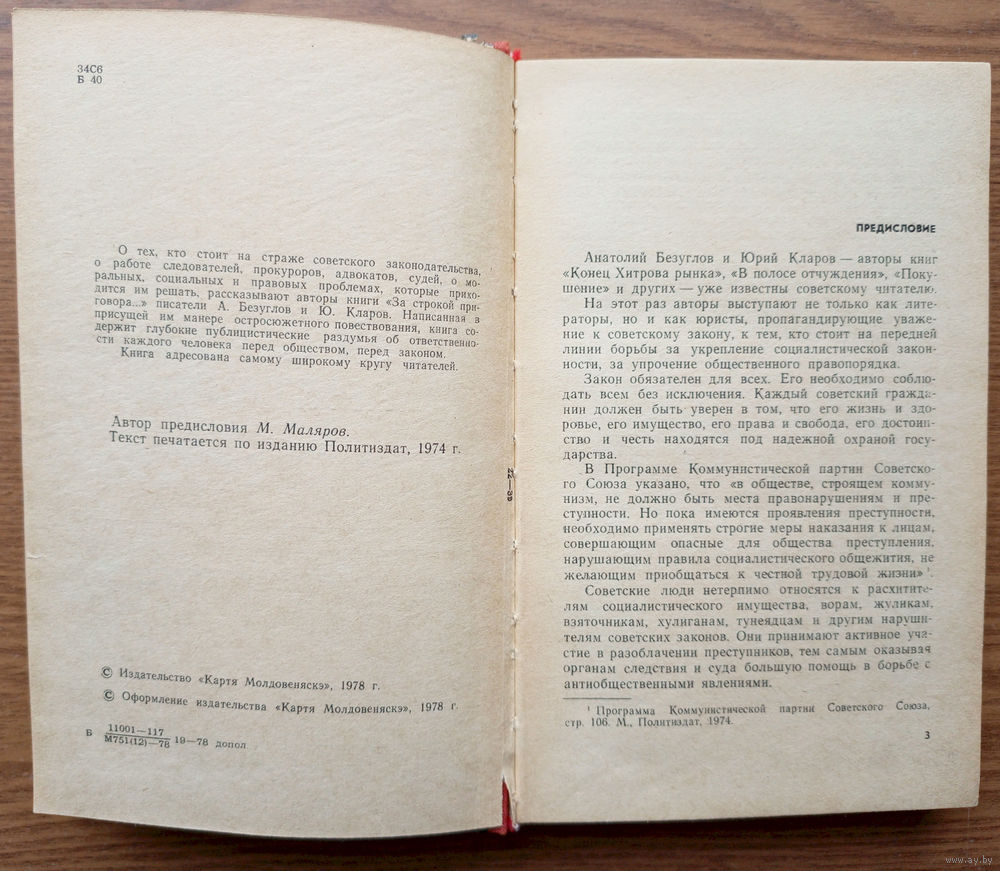 34С6
Б 40
О тех, кто стоит на страже советского законодательства,
о работе следователей, прокуроров, адвокатов, судей, о мо-
ральных, социальных и правовых проблемах, которые прихо-
дится им решать, рассказывают авторы книги «За строкой при-
говора...» писатели А. Безуглов и Ю. Кларов. Написанная в
присущей им манере остросюжетного повествования, книга со-
держит глубокие публицистические раздумья об ответственно-
сти каждого человека перед обществом, перед законом.
Книга адресована самому широкому кругу читателей.
Автор предисловия М. Маляров.
Текст печатается по изданию Политиздат, 1974 г.
© Издательство «Картя Молдовеняскэ», 1978 г.
© Оформление издательства «Картя Молдовеняскэ», 1978 г.
Б 11001—117
М751(12)—78 19—78 допол
22—39
ПРЕДИСЛОВИЕ
Анатолий Безуглов и Юрий Кларов — авторы книг
«Конец Хитрова рынка», «В полосе отчуждения», «Поку-
шение» и других — уже известны советскому читателю.
На этот раз авторы выступают не только как лите-
раторы, но и как юристы, пропагандирующие уваже-
ние к советскому закону, к тем, кто стоит на передней
линии борьбы за укрепление социалистической закон-
ности, за упрочение общественного правопорядка.
Закон обязателен для всех. Его необходимо соблю-
дать всем без исключения. Каждый советский гражда-
нин должен быть уверен в том, что его жизнь и здо-
ровье, его имущество, его права и свобода, его достоин-
ство и честь находятся под надежной охраной госу-
дарства.
В Программе Коммунистической партии Советско-
го Союза указано, что «в обществе, строящем комму-
низм, не должно быть места правонарушениям и пре-
ступности. Но пока имеются проявления преступности,
необходимо применять строгие меры наказания к лицам,
совершающим опасные для общества преступления,
нарушающим правила социалистического общежития, не
желающим приобщаться к честной трудовой жизни» ¹.
Советские люди нетерпимо относятся к расхитите-
лям социалистического имущества, ворам, жуликам,
взяточникам, хулиганам, тунеядцам и другим наруши-
телям советских законов. Они принимают активное уча-
стие в разоблачении преступников, тем самым оказывая
органам следствия и суда большую помощь в борьбе с
антиобщественными явлениями.
¹ Программа Коммунистической партии Советского Союза,
стр. 106. М., Политиздат, 1974.
3
www.ay.by